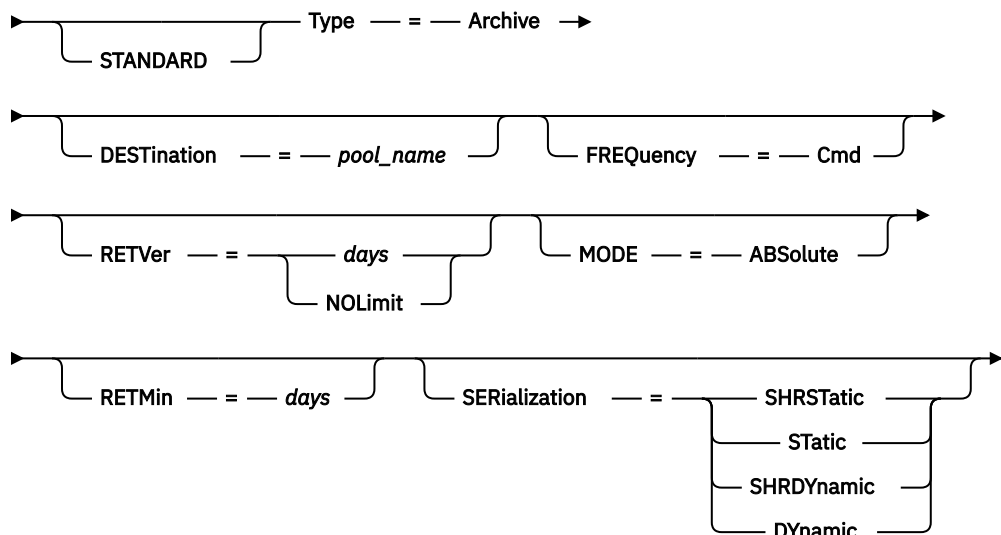 Type = Archive
STANDARD
DESTination = pool_name FREQuency = Cmd
RETVer = days MODE = ABSolute
NOLimit
RETMin = days SERialization = SHRSTatic
STatic
SHRDYnamic
DYnamic